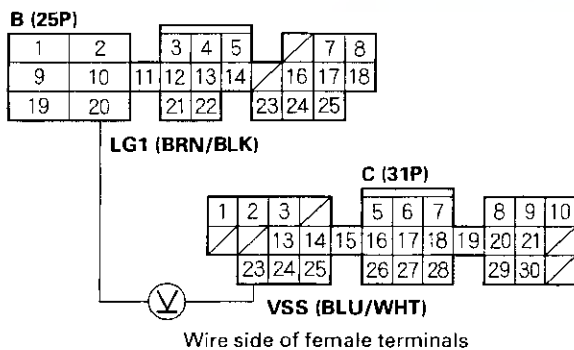 B (25P)
1 2 3 4 5 7 8
9 10 11 12 13 14 16 17 18
19 20 21 22 23 24 25
LG1 (BRN/BLK)
C (31P)
1 2 3 5 6 7 8 9 10
13 14 15 16 17 18 19 20 21
23 24 25 26 27 28 29 30
V
VSS (BLU/WHT)
Wire side of female terminals